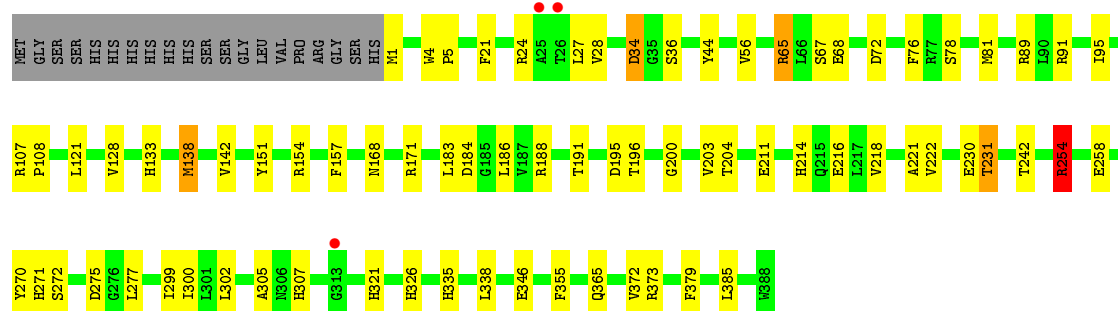 MET GLY SER SER HIS HIS HIS HIS HIS HIS SER SER GLY LEU VAL PRO ARG GLY SER HIS M1 W4 P5 F21 R24 A25 T26 L27 V28 D34 G35 S36 Y44 V56 R65 L66 S67 E68 D72 F76 R77 S78 M81 R89 L90 R91 I95
R107 P108 L121 V128 H133 M138 V142 Y151 R154 F157 N168 R171 L183 D184 G185 L186 V187 R188 T191 D195 T196 G200 V203 T204 E211 H214 Q215 E216 L217 V218 A221 V222 E230 T231 T242 R254 E258
Y270 H271 S272 D275 G276 L277 I299 I300 L301 L302 A305 N306 H307 G313 H321 H326 H335 L338 E346 F355 Q365 V372 R373 F379 L385 W388